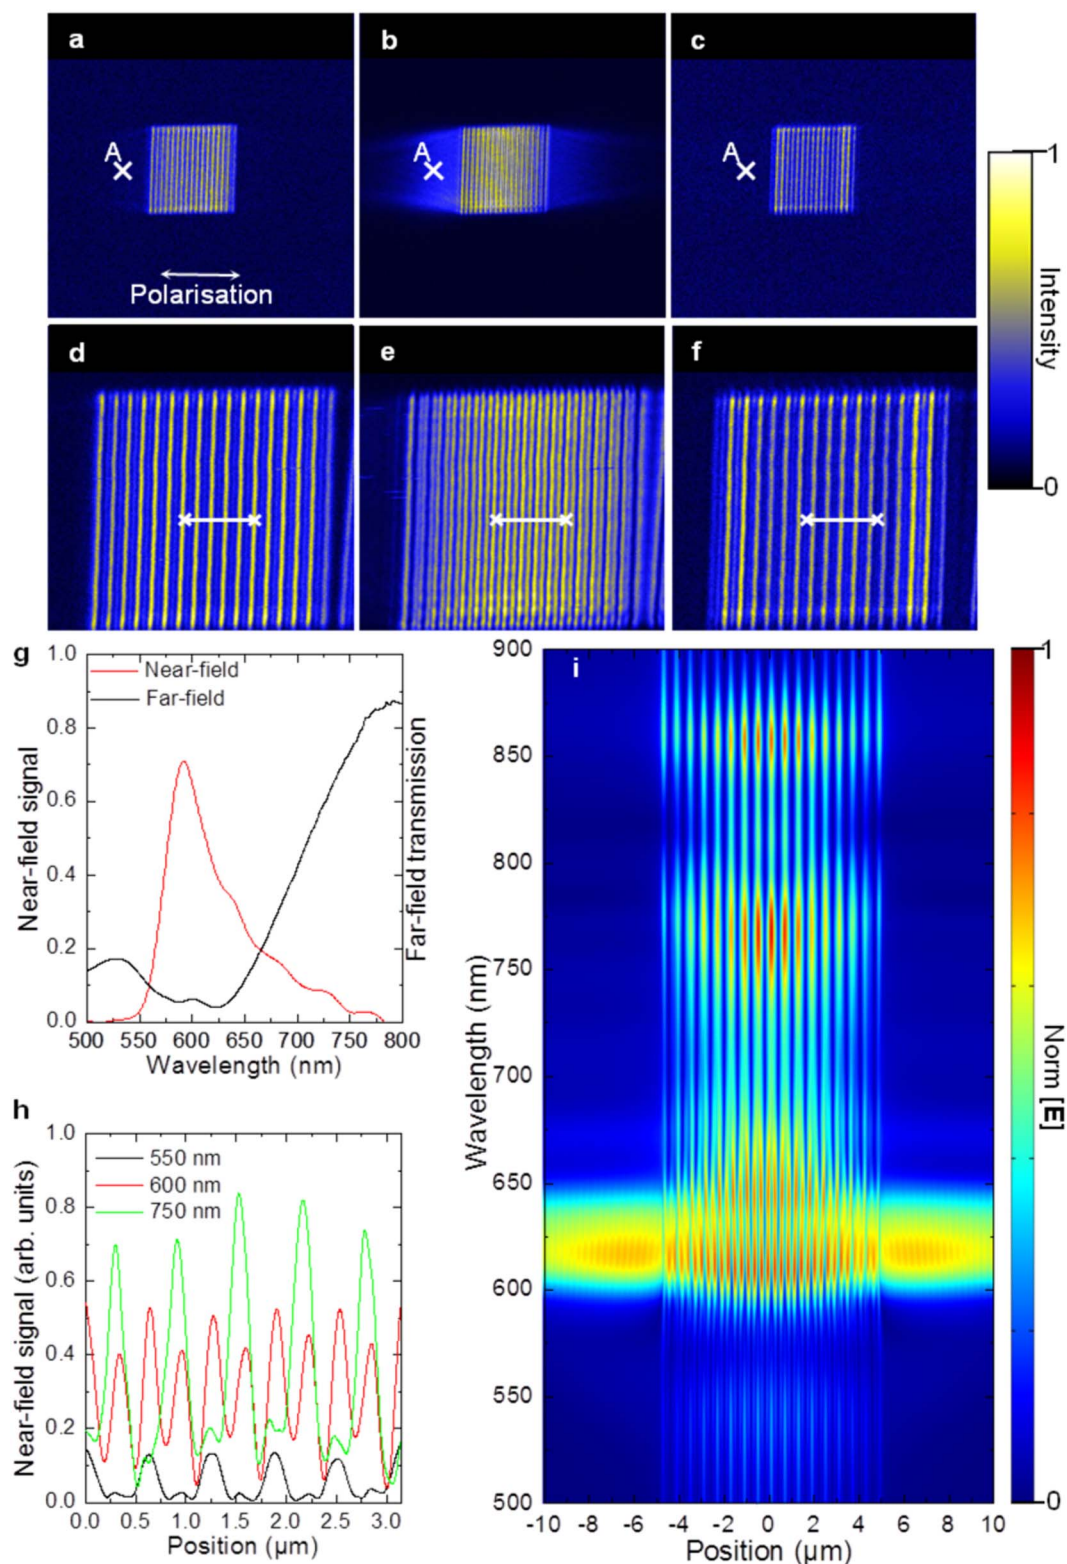 a
b
c
A
A
A
Polarisation
1
Intensity
0
d
e
f
g
1.0
0.8
0.6
0.4
0.2
0.0
Near-field signal
Near-field
Far-field
Far-field transmission
500 550 600 650 700 750 800
Wavelength (nm)
h
1.0
0.8
0.6
0.4
0.2
0.0
Near-field signal (arb. units)
550 nm
600 nm
750 nm
0.0 0.5 1.0 1.5 2.0 2.5 3.0
Position (µm)
i
900
850
800
750
700
650
600
550
500
Wavelength (nm)
-10 -8 -6 -4 -2 0 2 4 6 8 10
Position (µm)
1
Norm [E]
0